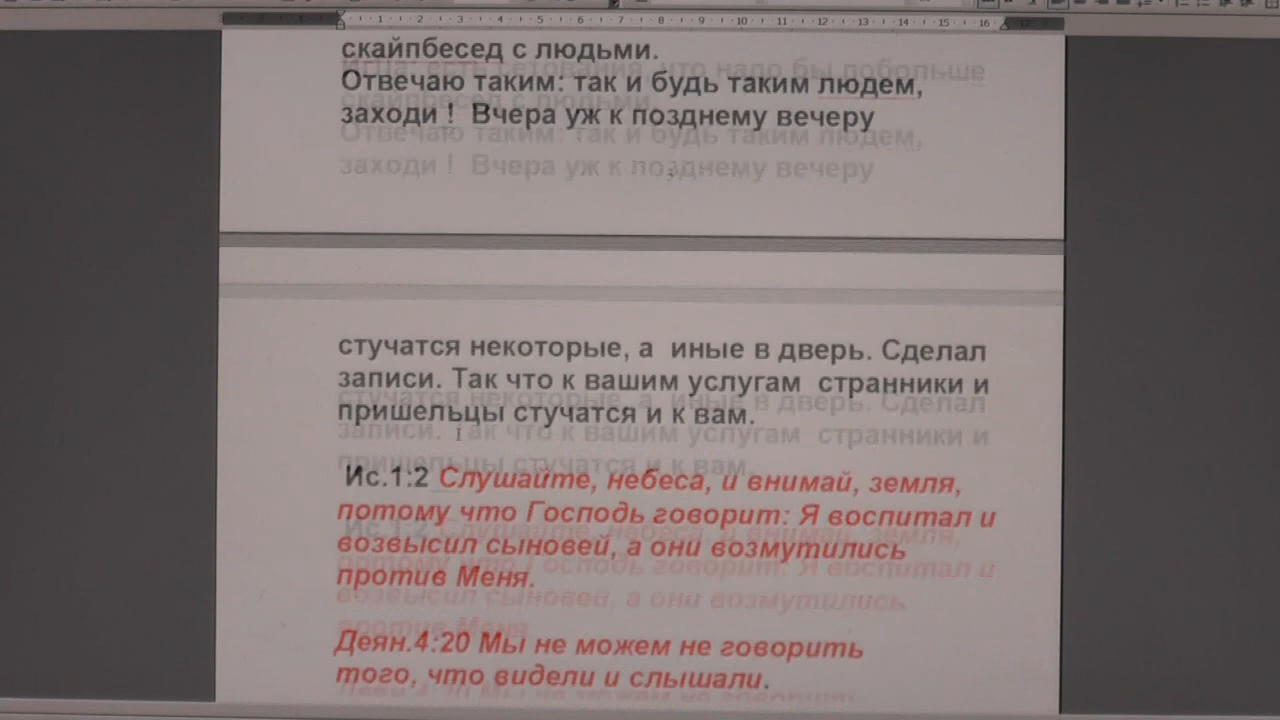 скайпбесед с людьми.
Отвечаю таким: так и будь таким людем,
заходи ! Вчера уж к позднему вечеру
стучатся некоторые, а иные в дверь. Сделал
записи. Так что к вашим услугам странники и
пришельцы стучатся и к вам.
Ис.1:2 Слушайте, небеса, и внимай, земля,
потому что Господь говорит: Я воспитал и
возвысил сыновей, а они возмутились
против Меня.
Деян.4:20 Мы не можем не говорить
того, что видели и слышали.